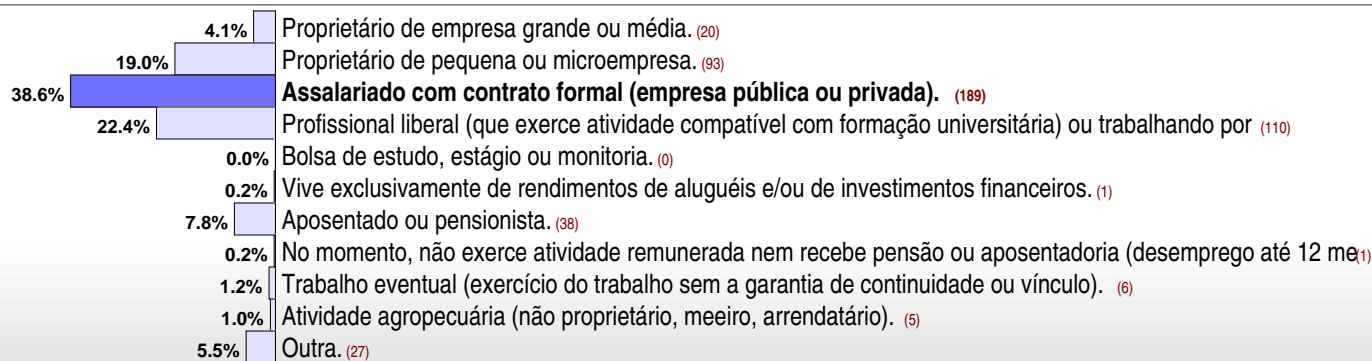 4.1% Proprietário de empresa grande ou média. (20)
19.0% Proprietário de pequena ou microempresa. (93)
38.6% Assalariado com contrato formal (empresa pública ou privada). (189)
22.4% Profissional liberal (que exerce atividade compatível com formação universitária) ou trabalhando por (110)
0.0% Bolsa de estudo, estágio ou monitoria. (0)
0.2% Vive exclusivamente de rendimentos de aluguéis e/ou de investimentos financeiros. (1)
7.8% Aposentado ou pensionista. (38)
0.2% No momento, não exerce atividade remunerada nem recebe pensão ou aposentadoria (desemprego até 12 me(1)
1.2% Trabalho eventual (exercício do trabalho sem a garantia de continuidade ou vínculo). (6)
1.0% Atividade agropecuária (não proprietário, meeiro, arrendatário). (5)
5.5% Outra. (27)